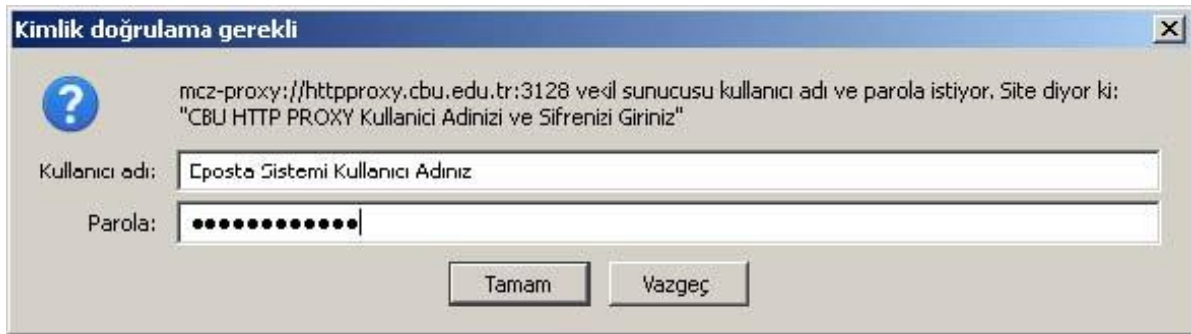 Kimlik doğrulama gerekli
mcz-proxy://httpproxy.cbu.edu.tr:3128 vekil sunucusu kullanıcı adı ve parola istiyor. Site diyor ki:
"CBU HTTP PROXY Kullanici Adinizi ve Sifrenizi Giriniz"
Kullanıcı adı: Eposta Sistemi Kullanıcı Adınız
Parola: ●●●●●●●●●●●●
Tamam Vazgeç